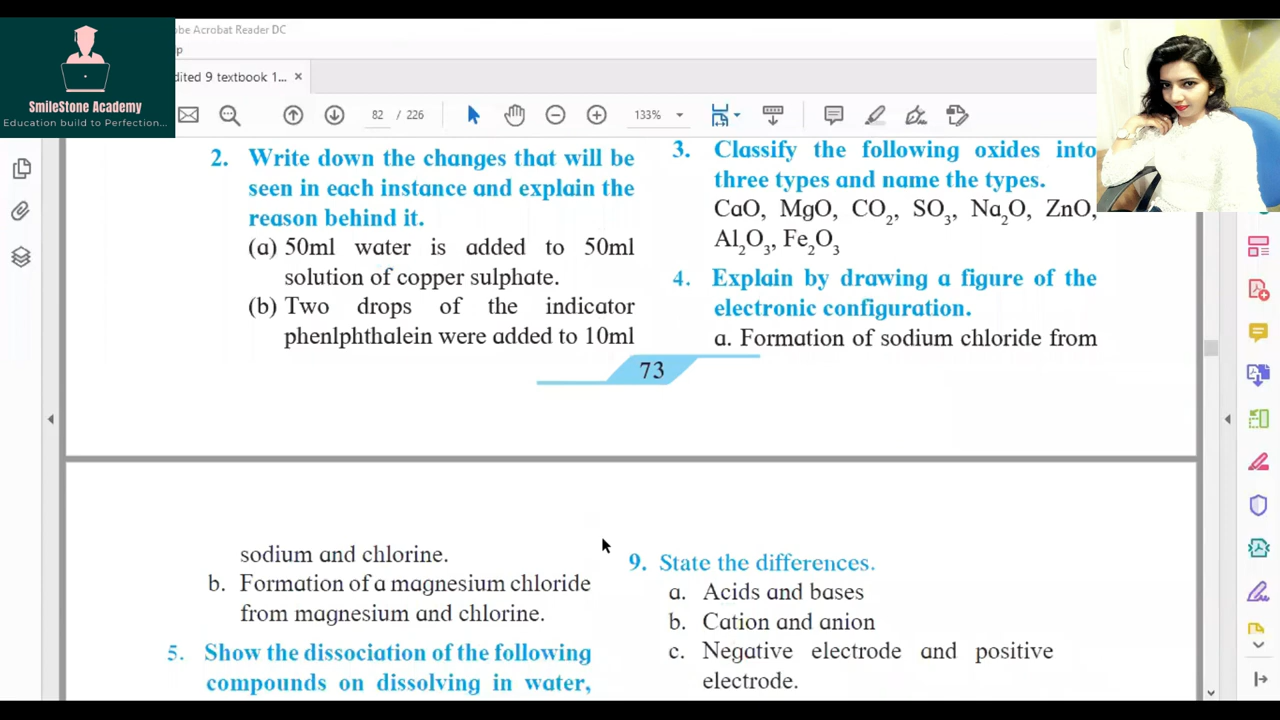 obe Acrobat Reader DC
p
SmileStone Academy
Education build to Perfection...
dited 9 textbook 1... ×
82 / 226
133%
2. Write down the changes that will be
seen in each instance and explain the
reason behind it.
(a) 50ml water is added to 50ml
solution of copper sulphate.
(b) Two drops of the indicator
phenlphthalein were added to 10ml
3. Classify the following oxides into
three types and name the types.
CaO, MgO, CO₂, SO₃, Na₂O, ZnO,
Al₂O₃, Fe₂O₃
4. Explain by drawing a figure of the
electronic configuration.
a. Formation of sodium chloride from
73
sodium and chlorine.
b. Formation of a magnesium chloride
from magnesium and chlorine.
5. Show the dissociation of the following
compounds on dissolving in water,
9. State the differences.
a. Acids and bases
b. Cation and anion
c. Negative electrode and positive
electrode.